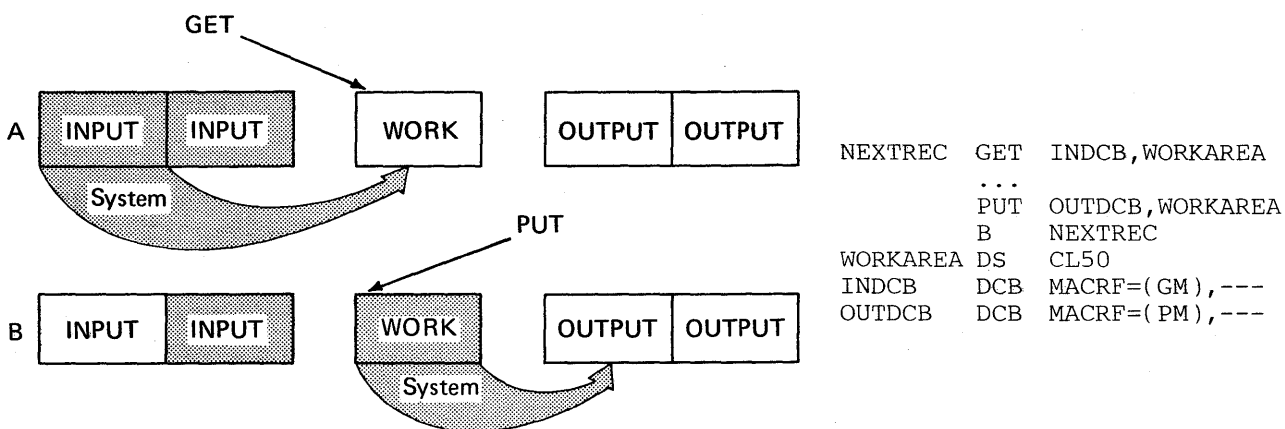 GET
A INPUT INPUT WORK OUTPUT OUTPUT
System
PUT
B INPUT INPUT WORK OUTPUT OUTPUT
System
NEXTREC GET INDCB,WORKAREA
...
PUT OUTDCB,WORKAREA
B NEXTREC
WORKAREA DS CL50
INDCB DCB MACRF=(GM),---
OUTDCB DCB MACRF=(PM),---